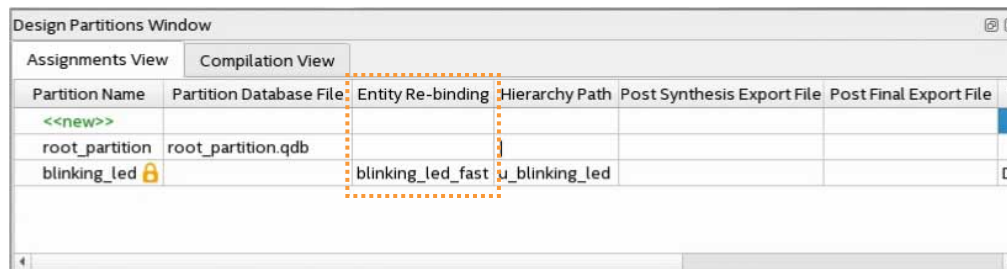 Design Partitions Window
Assignments View Compilation View
Partition Name Partition Database File Entity Re-binding Hierarchy Path Post Synthesis Export File Post Final Export File
<<new>>
root_partition root_partition.qdb |
blinking_led blinking_led_fast u_blinking_led